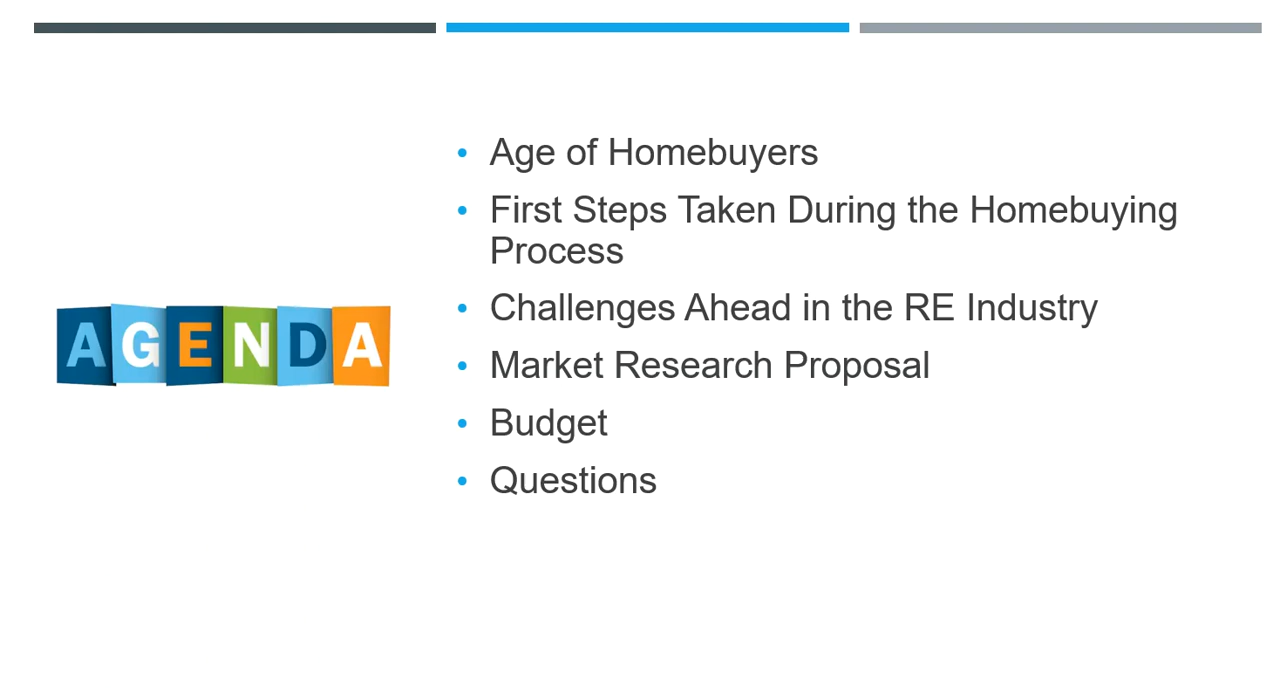 AGENDA
• Age of Homebuyers
• First Steps Taken During the Homebuying
Process
• Challenges Ahead in the RE Industry
• Market Research Proposal
• Budget
• Questions